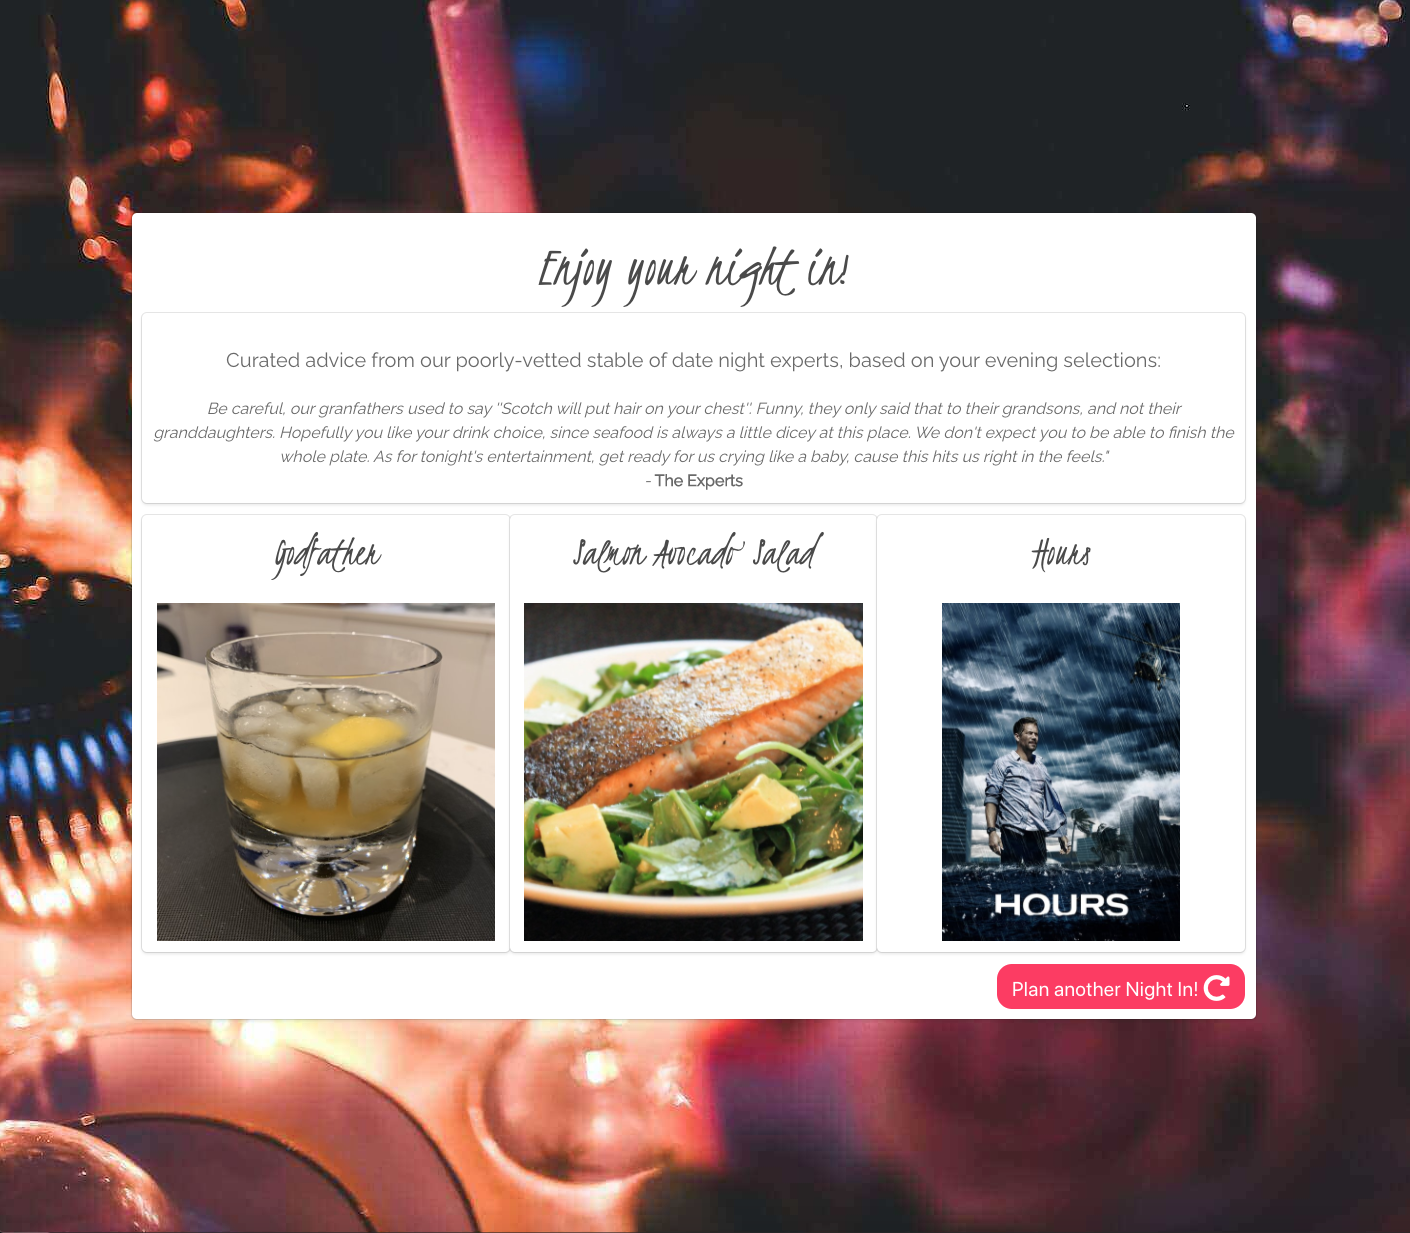 Enjoy your night in!
Curated advice from our poorly-vetted stable of date night experts, based on your evening selections:
Be careful, our granfathers used to say "Scotch will put hair on your chest". Funny, they only said that to their grandsons, and not their
granddaughters. Hopefully you like your drink choice, since seafood is always a little dicey at this place. We don't expect you to be able to finish the
whole plate. As for tonight's entertainment, get ready for us crying like a baby, cause this hits us right in the feels."
- The Experts
Godfather
Salmon Avocado Salad
Hours
HOURS
Plan another Night In!